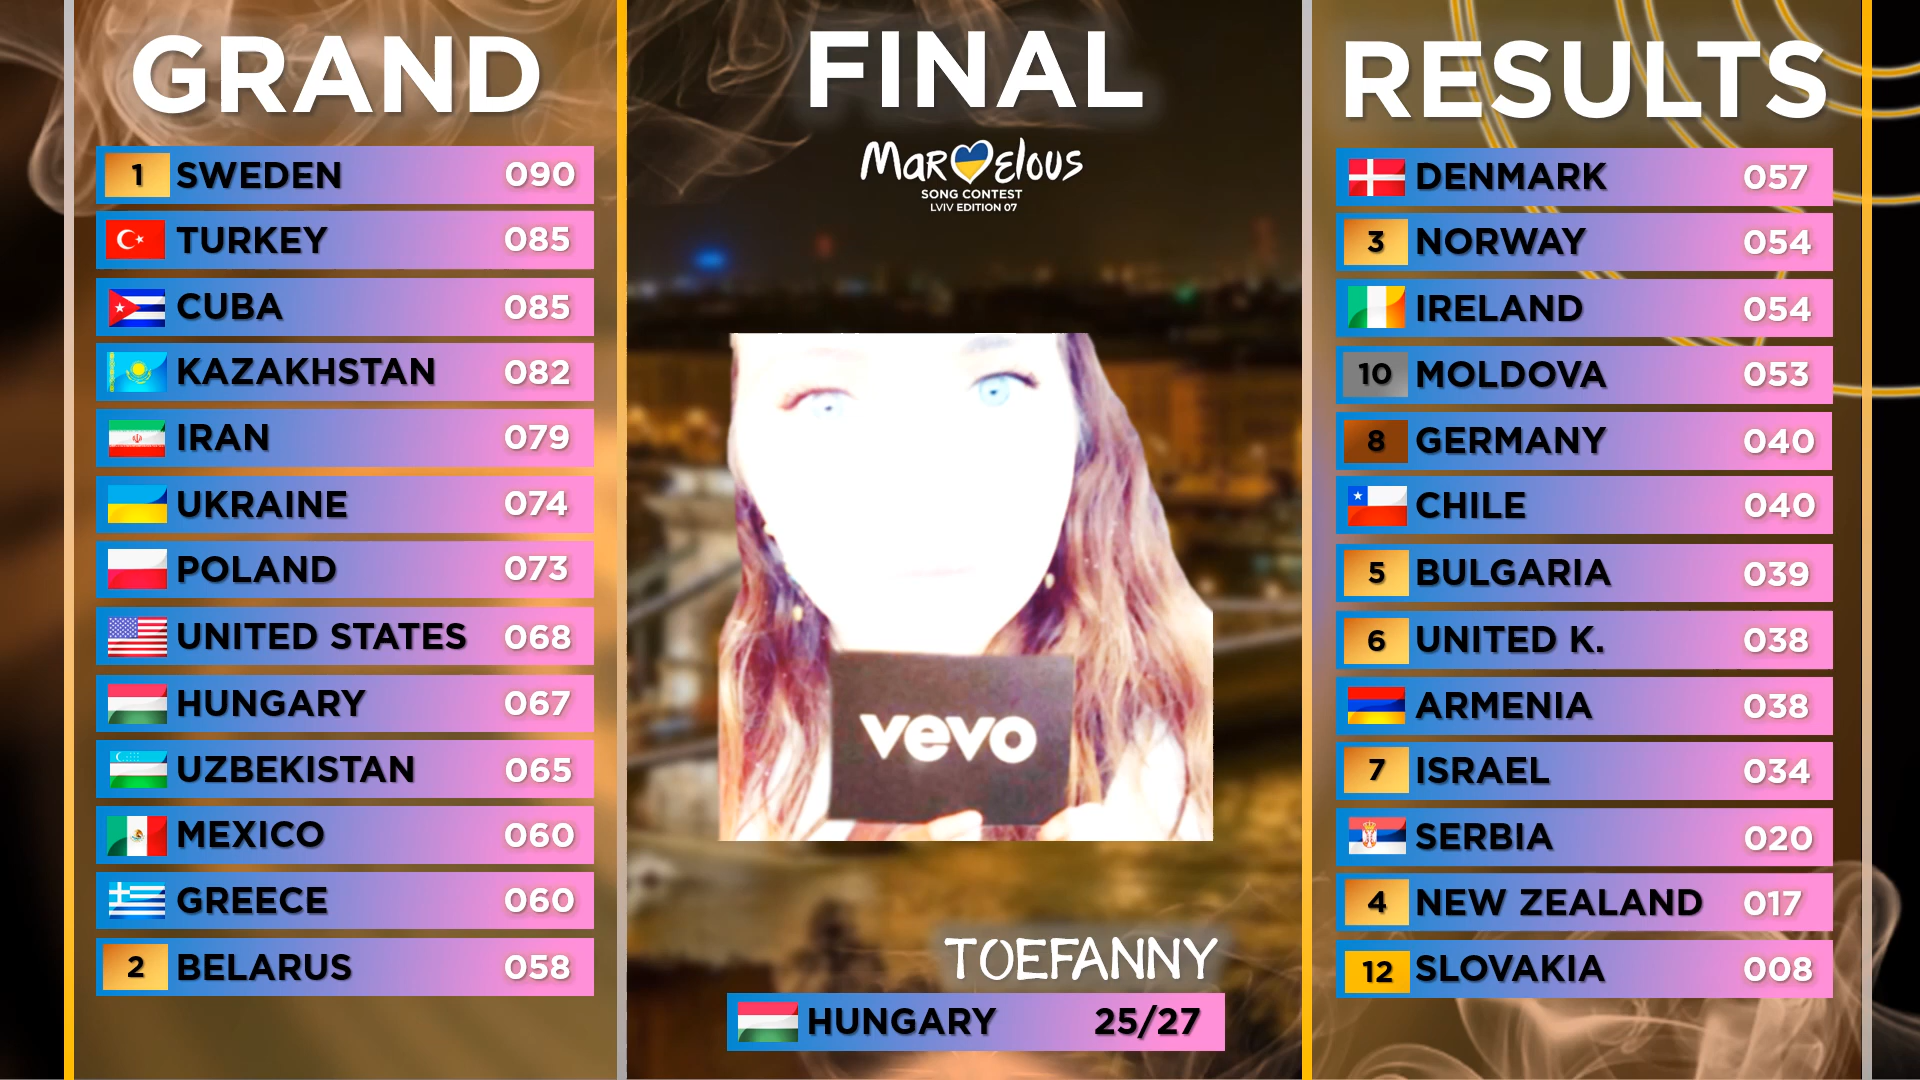 GRAND
1 SWEDEN 090
TURKEY 085
CUBA 085
KAZAKHSTAN 082
IRAN 079
UKRAINE 074
POLAND 073
UNITED STATES 068
HUNGARY 067
UZBEKISTAN 065
MEXICO 060
GREECE 060
2 BELARUS 058
FINAL
Marvelous
SONG CONTEST
LVIV EDITION 07
vevo
TOEFANNY
HUNGARY 25/27
RESULTS
DENMARK 057
3 NORWAY 054
IRELAND 054
10 MOLDOVA 053
8 GERMANY 040
CHILE 040
5 BULGARIA 039
6 UNITED K. 038
ARMENIA 038
7 ISRAEL 034
SERBIA 020
4 NEW ZEALAND 017
12 SLOVAKIA 008